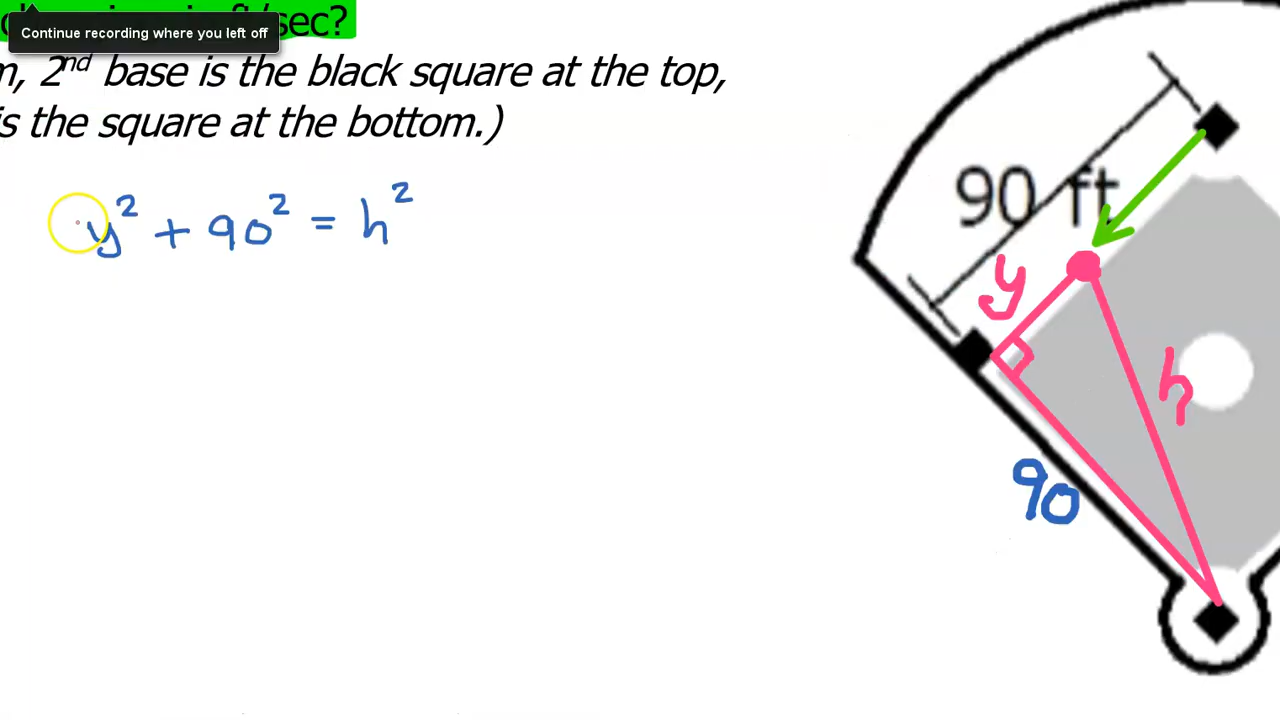 /sec?
Continue recording where you left off
m, 2nd base is the black square at the top,
is the square at the bottom.)
y² + 90² = h²
90 ft
y
h
90